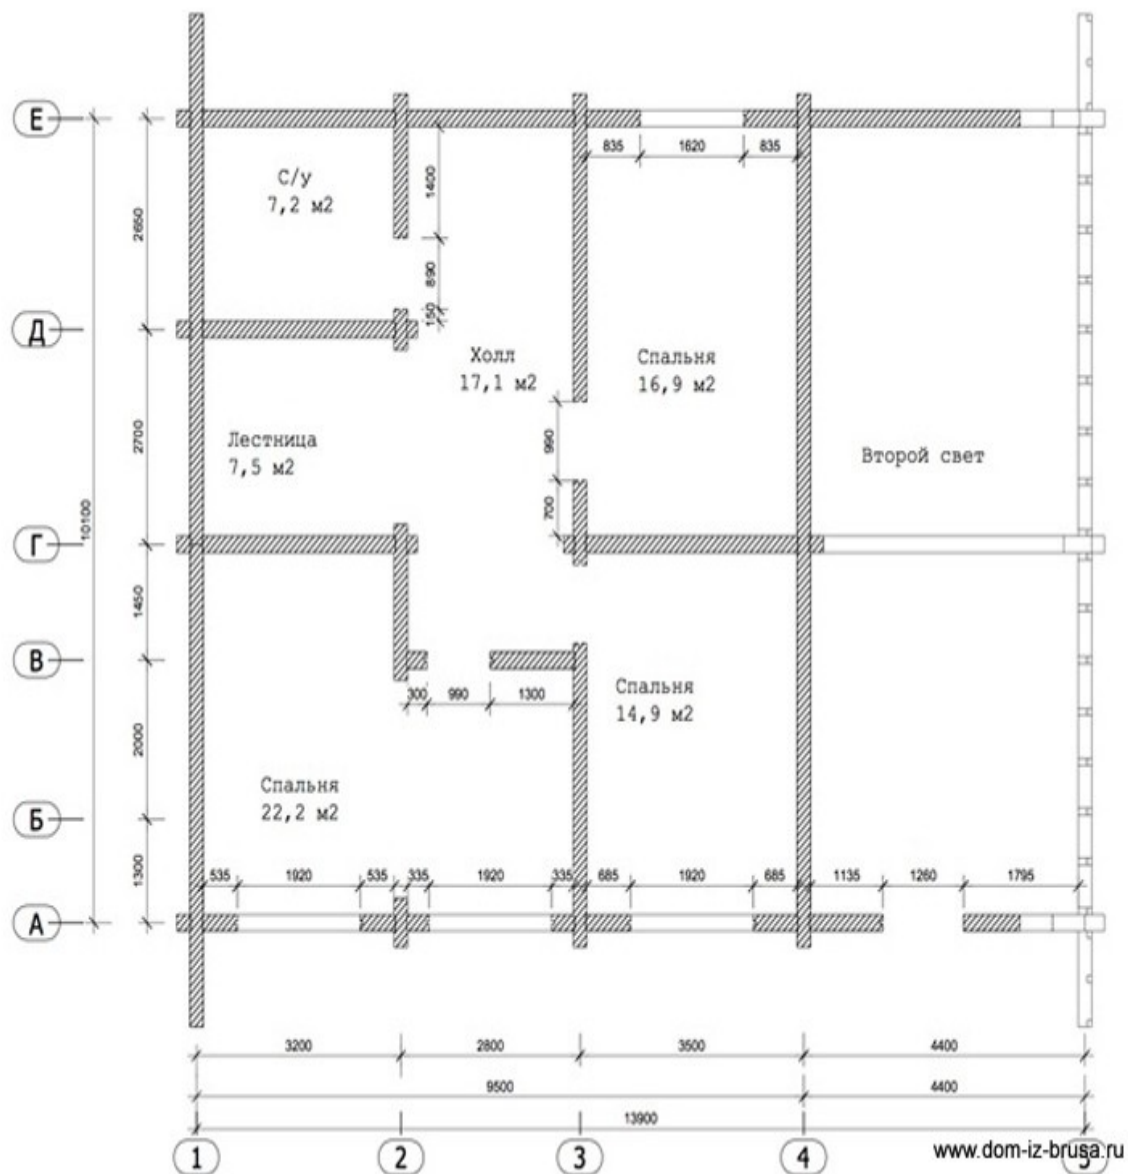 Е
835
1620
835
С/у
7,2 м2
1400
2650
890
150
Д
Холл
17,1 м2
Спальня
16,9 м2
Лестница
7,5 м2
2700
990
Второй свет
10100
700
Г
1450
В
300
990
1300
Спальня
14,9 м2
2000
Спальня
22,2 м2
Б
1300
535
1920
535
335
1920
335
685
1920
685
1135
1260
1795
А
3200
2800
3500
4400
9500
4400
13900
1
2
3
4
5
www.dom-iz-brusa.ru